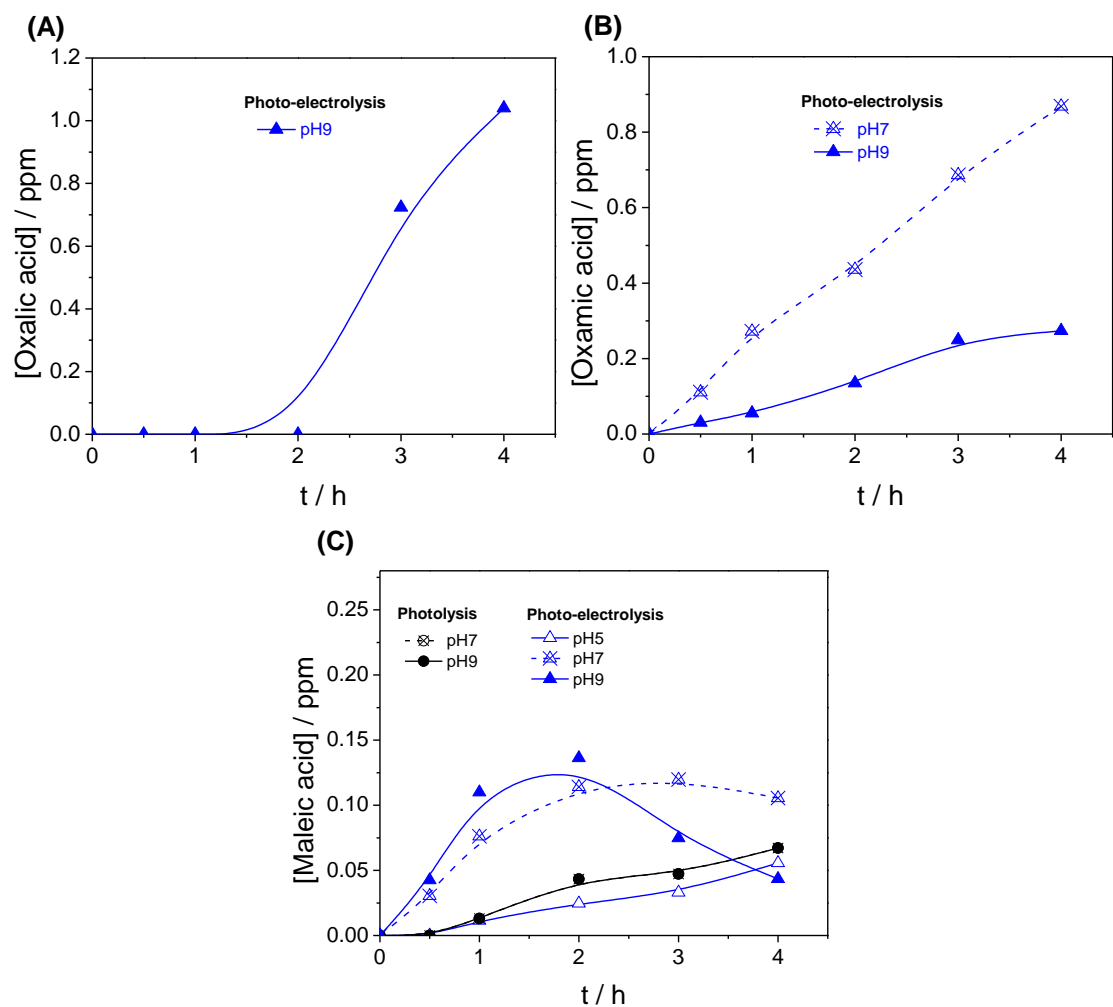 (A)
[Oxalic acid] / ppm
1.2
1.0
0.8
0.6
0.4
0.2
0.0
Photo-electrolysis
pH9
0 1 2 3 4
t / h
(B)
[Oxamic acid] / ppm
1.0
0.8
0.6
0.4
0.2
0.0
Photo-electrolysis
pH7
pH9
0 1 2 3 4
t / h
(C)
[Maleic acid] / ppm
0.25
0.20
0.15
0.10
0.05
0.00
Photolysis
pH7
pH9
Photo-electrolysis
pH5
pH7
pH9
0 1 2 3 4
t / h